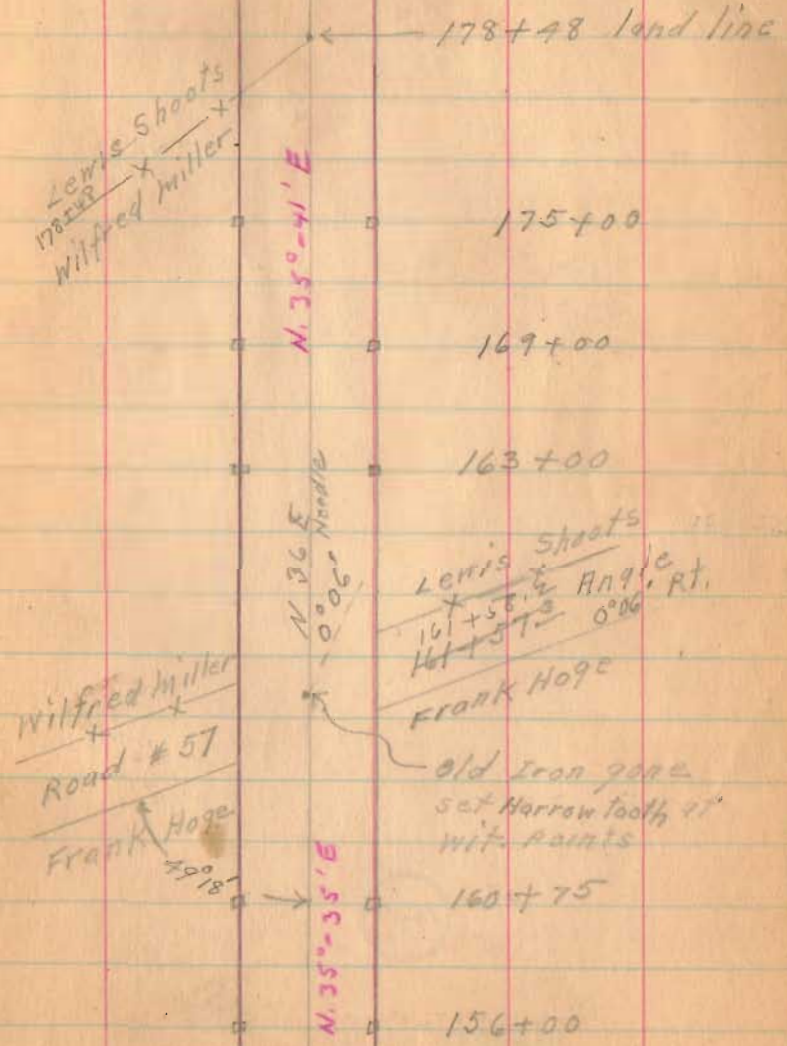 178+48 land line
Lewis Shoots
178+48
Wilfred Miller
N. 35°-41' E
175+00
169+00
163+00
N 36 E
0°06' Needle
Lewis Shoots
161+58.2
161+57.3
Angle Rt.
0°06'
Frank Hoge
Wilfred Miller
Road # 57
Frank Hoge
79°18'
Old Iron gone
set Harrow tooth at
wit. Points
N. 35°-35' E
160+75
156+00